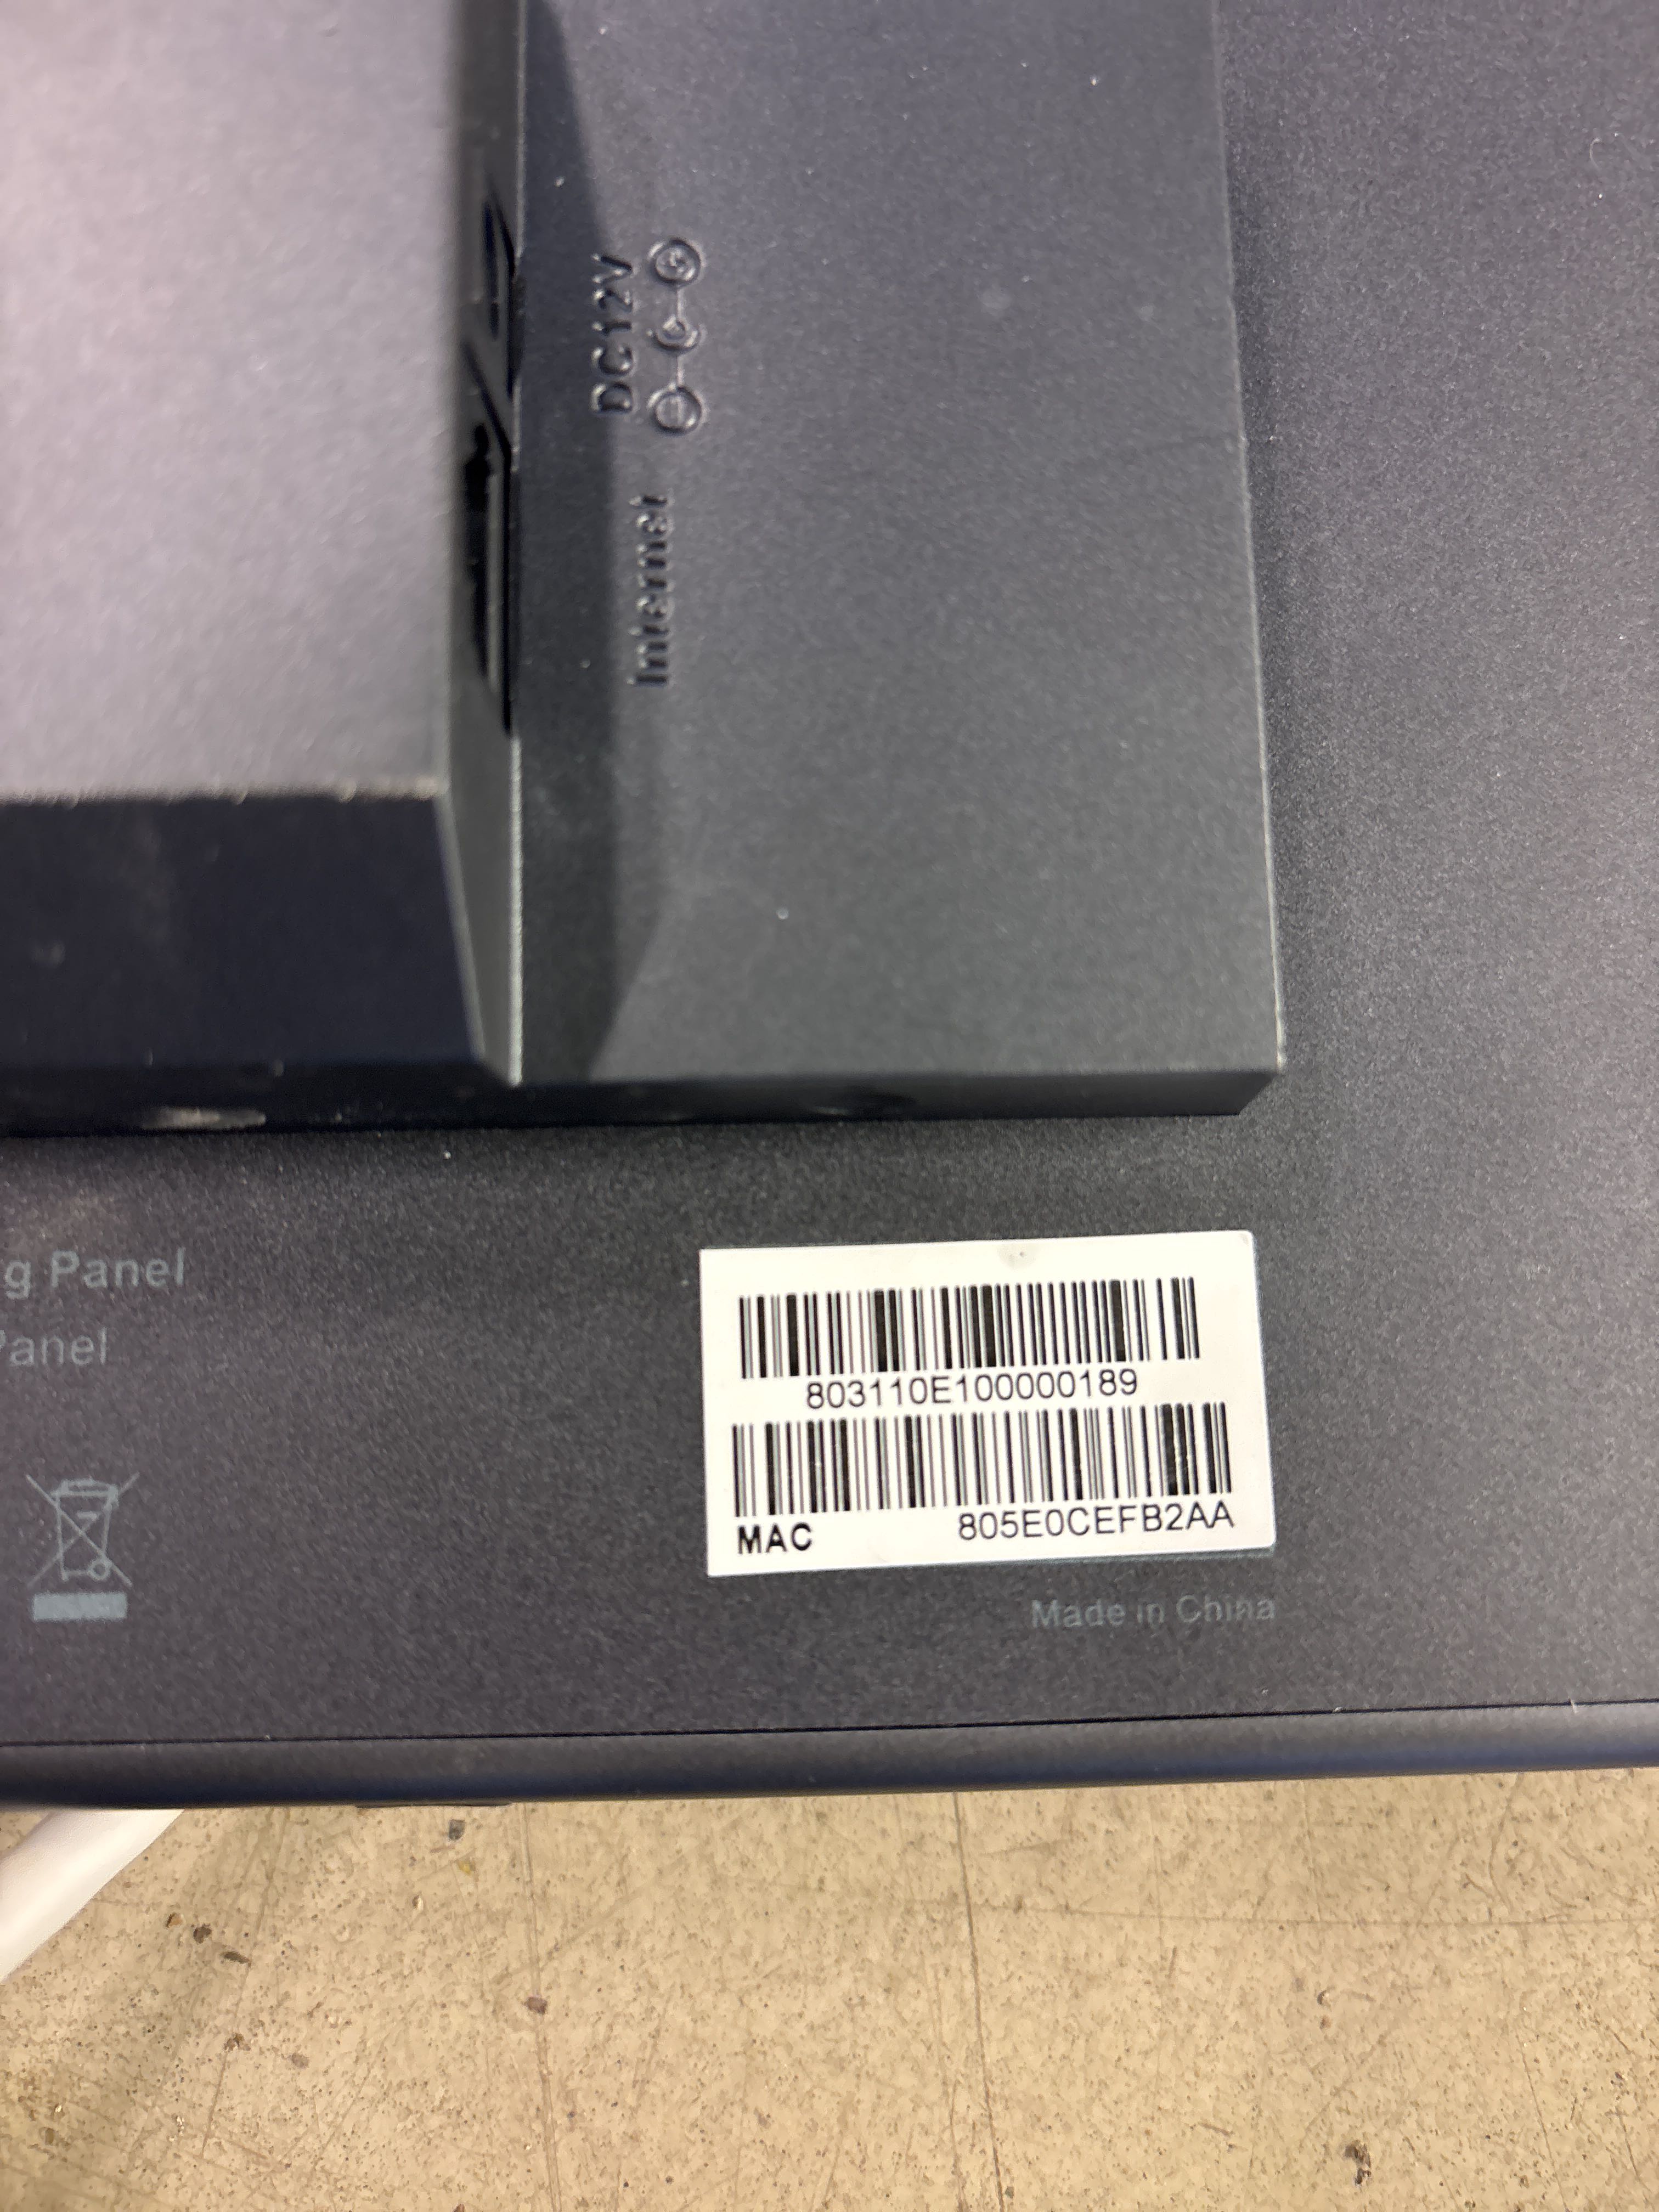 DC12V
Internet
g Panel
Panel
803110E100000189
MAC 805E0CEFB2AA
Made in China